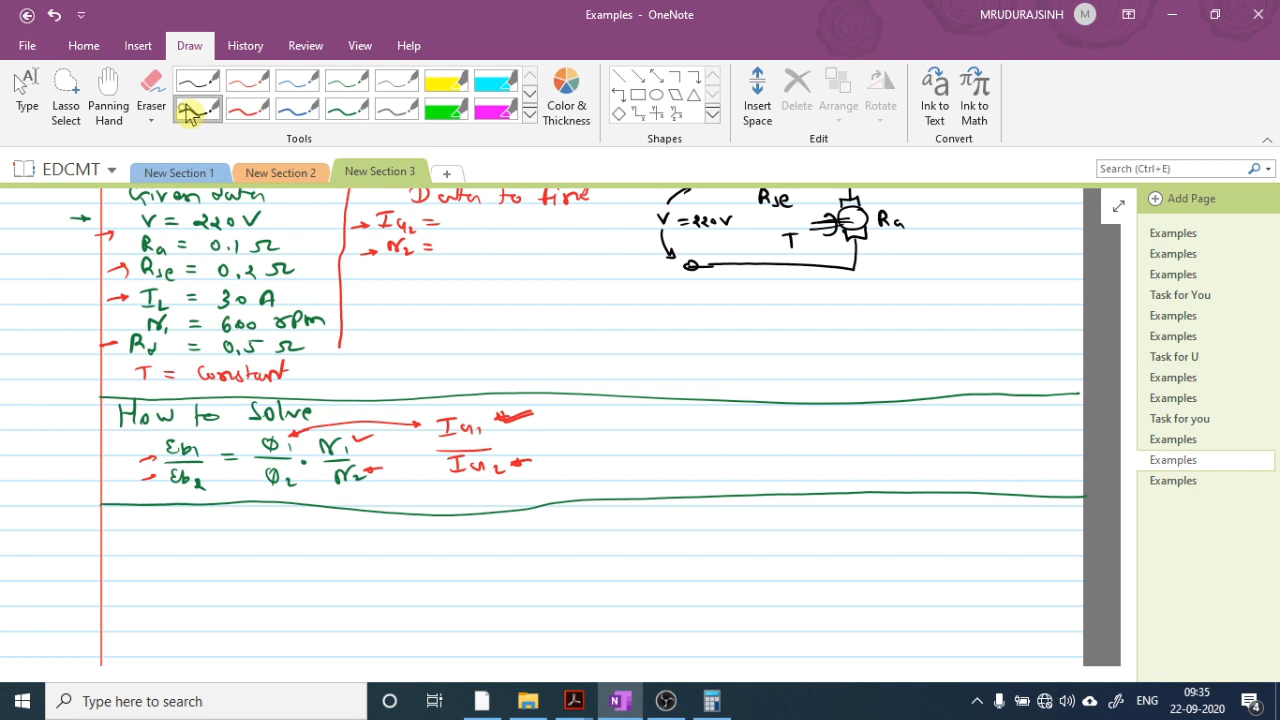 Examples - OneNote
MRUDURAJSINH M
File Home Insert Draw History Review View Help
Type
Lasso Select
Panning Hand
Eraser
Color & Thickness
Insert Space
Delete
Arrange
Rotate
Ink to Text
Ink to Math
Tools
Shapes
Edit
Convert
EDCMT
New Section 1
New Section 2
New Section 3
Search (Ctrl+E)
Add Page
Examples
Examples
Examples
Task for You
Examples
Examples
Task for U
Examples
Examples
Task for you
Examples
Examples
Examples
Given data
V = 220V
Ra = 0.1 Ω
Rse = 0.2 Ω
IL = 30 A
N1 = 600 rpm
Rd = 0.5 Ω
T = Constant
Data to find
Ia2 =
N2 =
Rse
V = 220V
T
Ra
How to Solve
Eb1/Eb2 = Φ1/Φ2 . N1/N2
Ia1/Ia2
Type here to search
ENG
09:35
22-09-2020
4